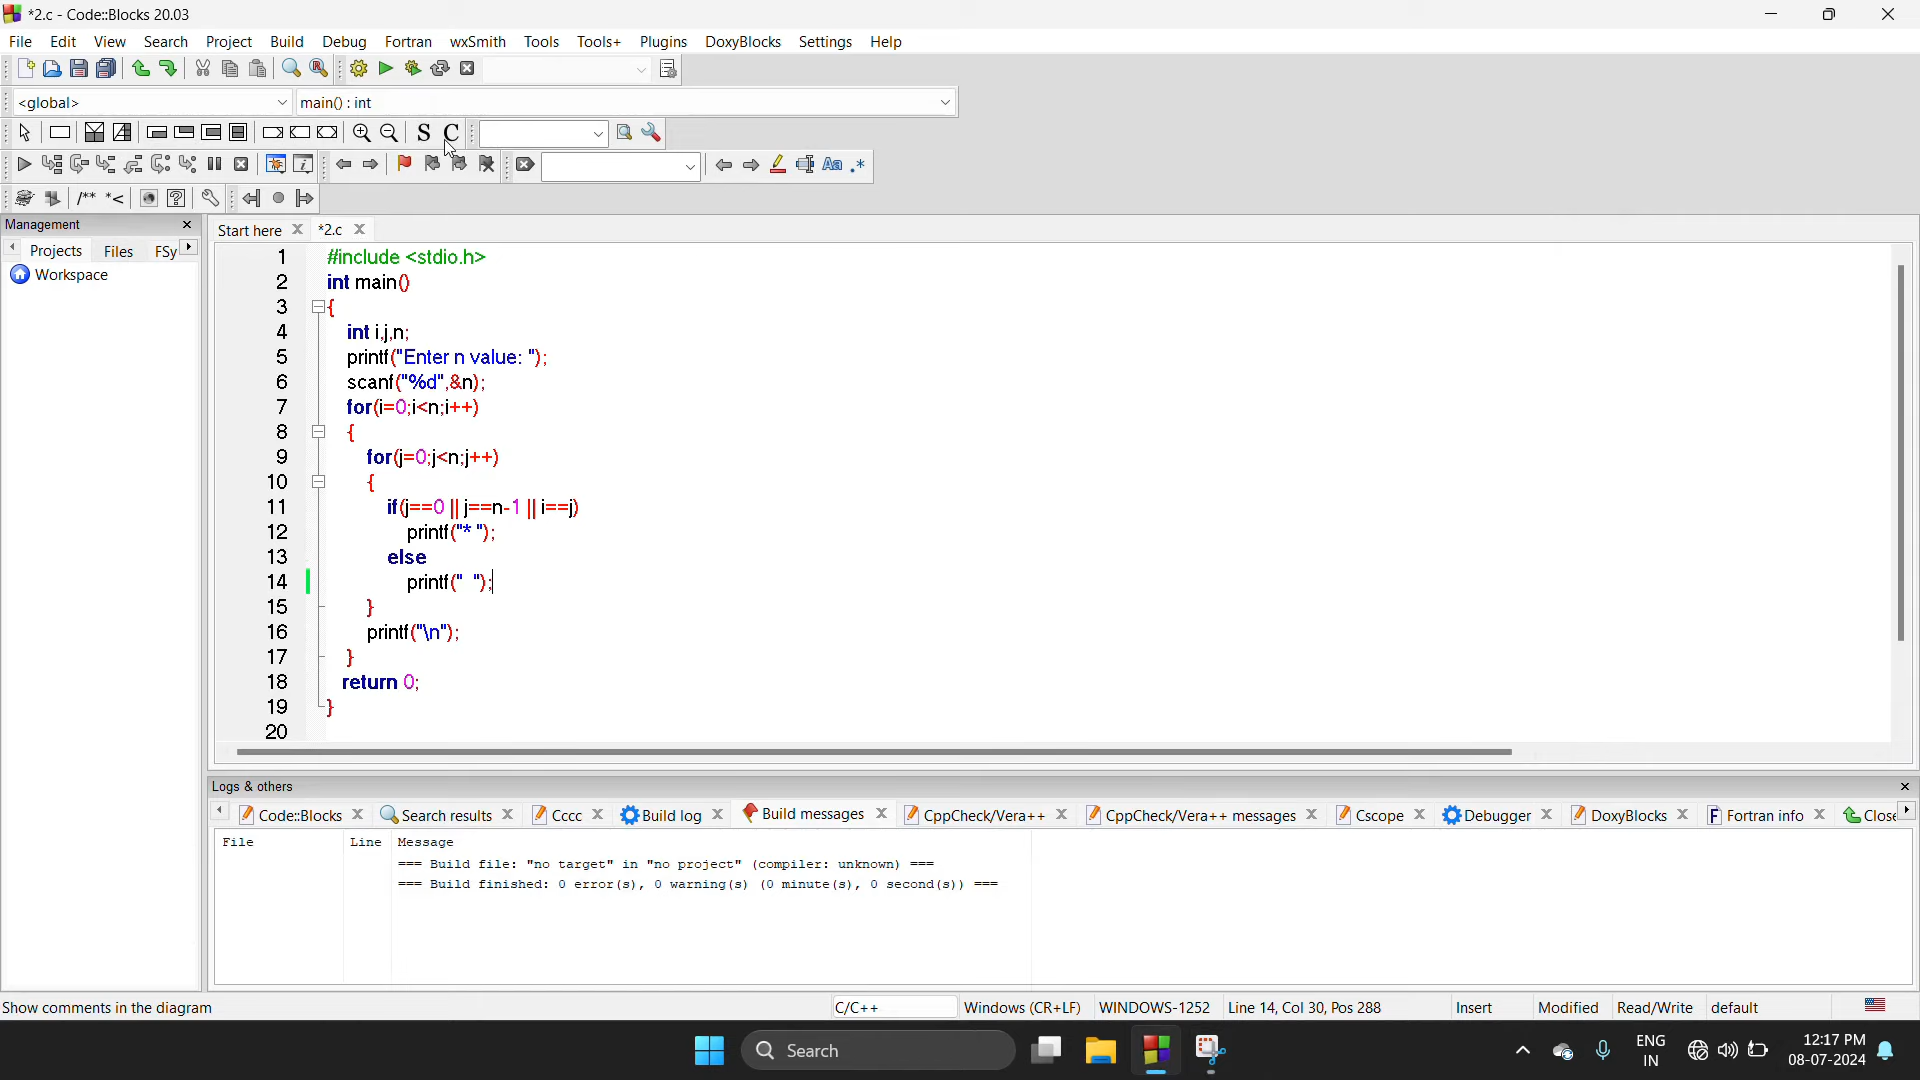 *2.c - Code::Blocks 20.03
File Edit View Search Project Build Debug Fortran wxSmith Tools Tools+ Plugins DoxyBlocks Settings Help
<global> main() : int
S C
Aa .*
/** *<
Management
Start here *2.c
Projects Files FSy
Workspace
1 #include <stdio.h>
2 int main()
3 {
4 int i,j,n;
5 printf("Enter n value: ");
6 scanf("%d",&n);
7 for(i=0;i<n;i++)
8 {
9 for(j=0;j<n;j++)
10 {
11 if(j==0 || j==n-1 || i==j)
12 printf("* ");
13 else
14 printf("  ");
15 }
16 printf("\n");
17 }
18 return 0;
19 }
20
Logs & others
Code::Blocks Search results Cccc Build log Build messages CppCheck/Vera++ CppCheck/Vera++ messages Cscope Debugger DoxyBlocks Fortran info Close
File Line Message
=== Build file: "no target" in "no project" (compiler: unknown) ===
=== Build finished: 0 error(s), 0 warning(s) (0 minute(s), 0 second(s)) ===
Show comments in the diagram C/C++ Windows (CR+LF) WINDOWS-1252 Line 14, Col 30, Pos 288 Insert Modified Read/Write default
Search
ENG
IN
12:17 PM
08-07-2024